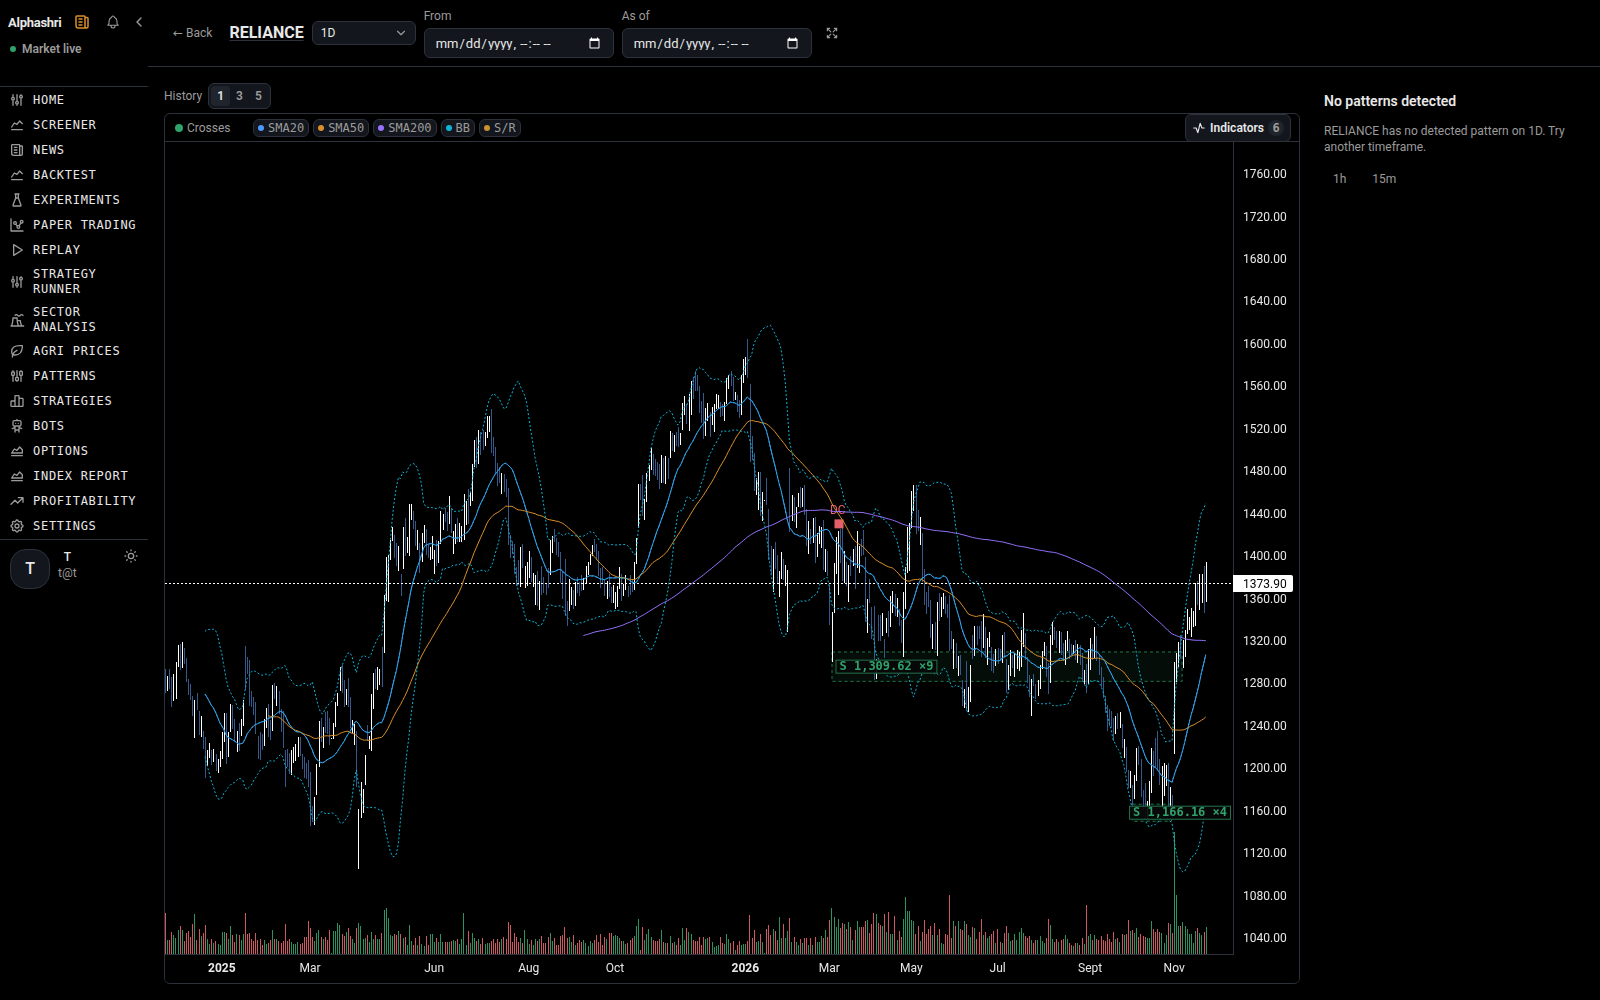 Alphashri
Market live
HOME
SCREENER
NEWS
BACKTEST
EXPERIMENTS
PAPER TRADING
REPLAY
STRATEGY
RUNNER
SECTOR
ANALYSIS
AGRI PRICES
PATTERNS
STRATEGIES
BOTS
OPTIONS
INDEX REPORT
PROFITABILITY
SETTINGS
T
T
t@t
← Back
RELIANCE
1D
From
mm/dd/yyyy, --:-- --
As of
mm/dd/yyyy, --:-- --
History
1 3 5
Crosses
SMA20
SMA50
SMA200
BB
S/R
Indicators 6
1760.00
1720.00
1680.00
1640.00
1600.00
1560.00
1520.00
1480.00
1440.00
1400.00
1373.90
1360.00
1320.00
1280.00
1240.00
1200.00
1160.00
1120.00
1080.00
1040.00
DC
S 1,309.62 ×9
S 1,166.16 ×4
2025 Mar Jun Aug Oct 2026 Mar May Jul Sept Nov
No patterns detected
RELIANCE has no detected pattern on 1D. Try
another timeframe.
1h 15m